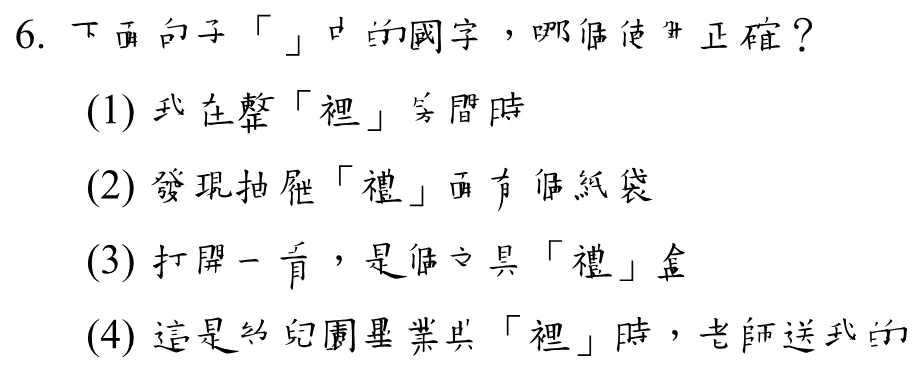 6. 下面句子「」中的國字，哪個使用正確？
(1) 我在整「裡」房間時
(2) 發現抽屜「禮」面有個紙袋
(3) 打開一看，是個文具「禮」盒
(4) 這是幼兒園畢業典「裡」時，老師送我的